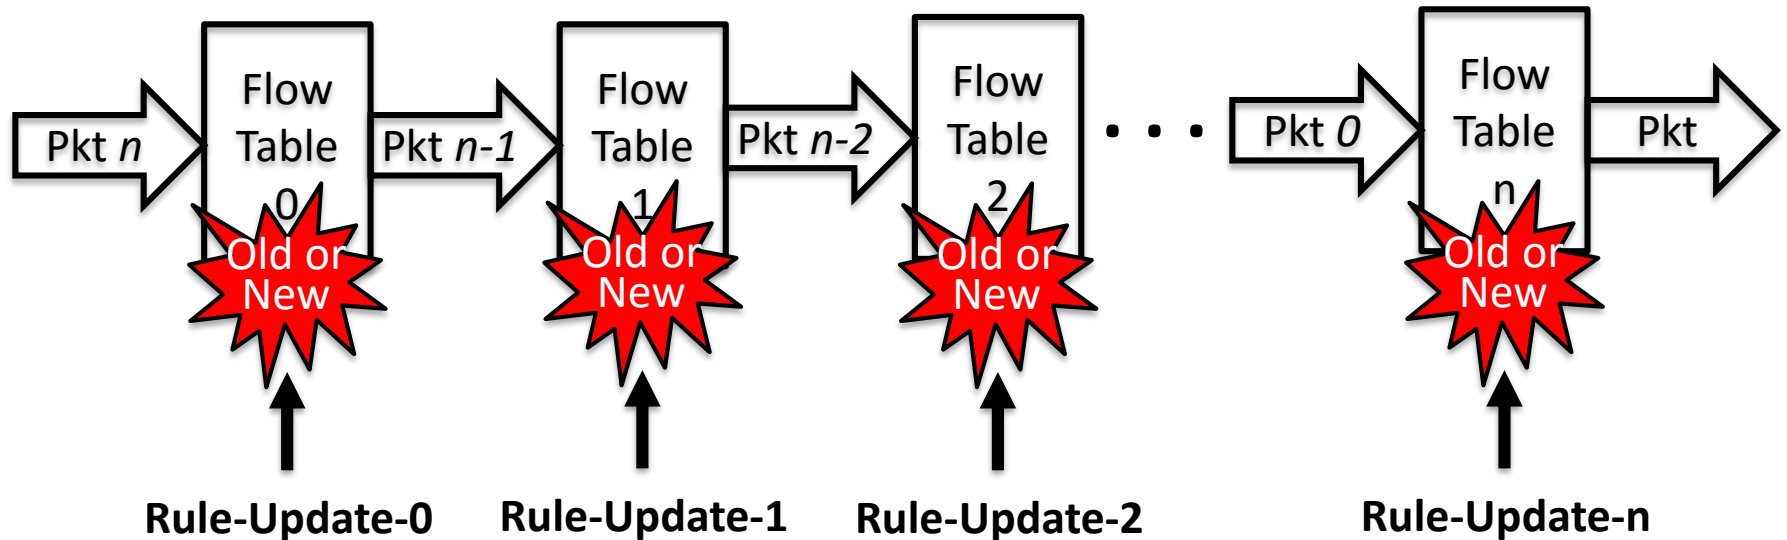 Pkt n
Flow
Table
0
Old or
New
Pkt n-1
Flow
Table
1
Old or
New
Pkt n-2
Flow
Table
2
Old or
New
. . .
Pkt 0
Flow
Table
n
Old or
New
Pkt
Rule-Update-0
Rule-Update-1
Rule-Update-2
Rule-Update-n